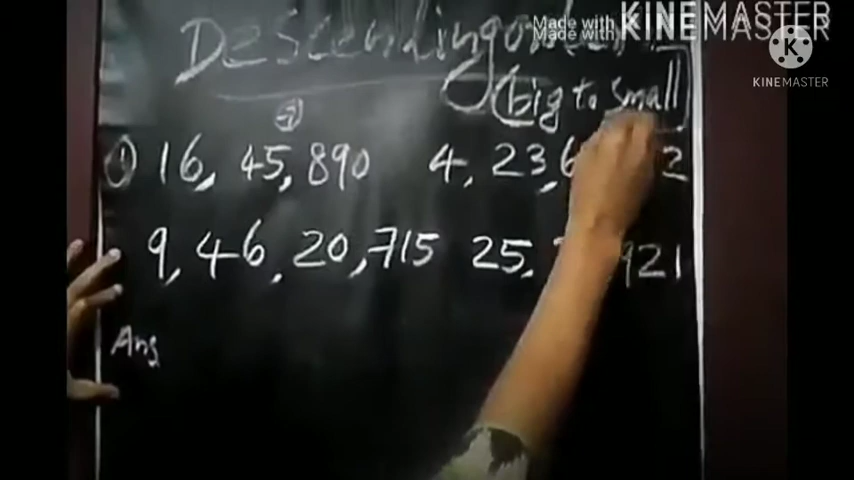 Made with KINEMASTER
Made with
K
KINEMASTER
Descending order
(big to small
7
① 16, 45, 890 4, 23, 6 2
9, 46, 20, 715 25, 921
Ans